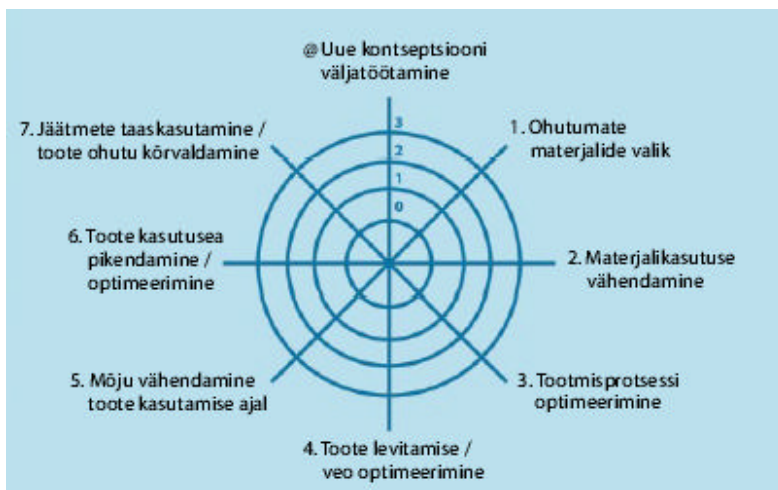 @ Uue kontseptsiooni
väljatöötamine
7. Jäätmete taaskasutamine /
toote ohutu kõrvaldamine
3
2
1
0
1. Ohutumate
materjalide valik
6. Toote kasutusea
pikendamine /
optimeerimine
2. Materjalikasutuse
vähendamine
5. Mõju vähendamine
toote kasutamise ajal
3. Tootmisprotsessi
optimeerimine
4. Toote levitamise /
veo optimeerimine